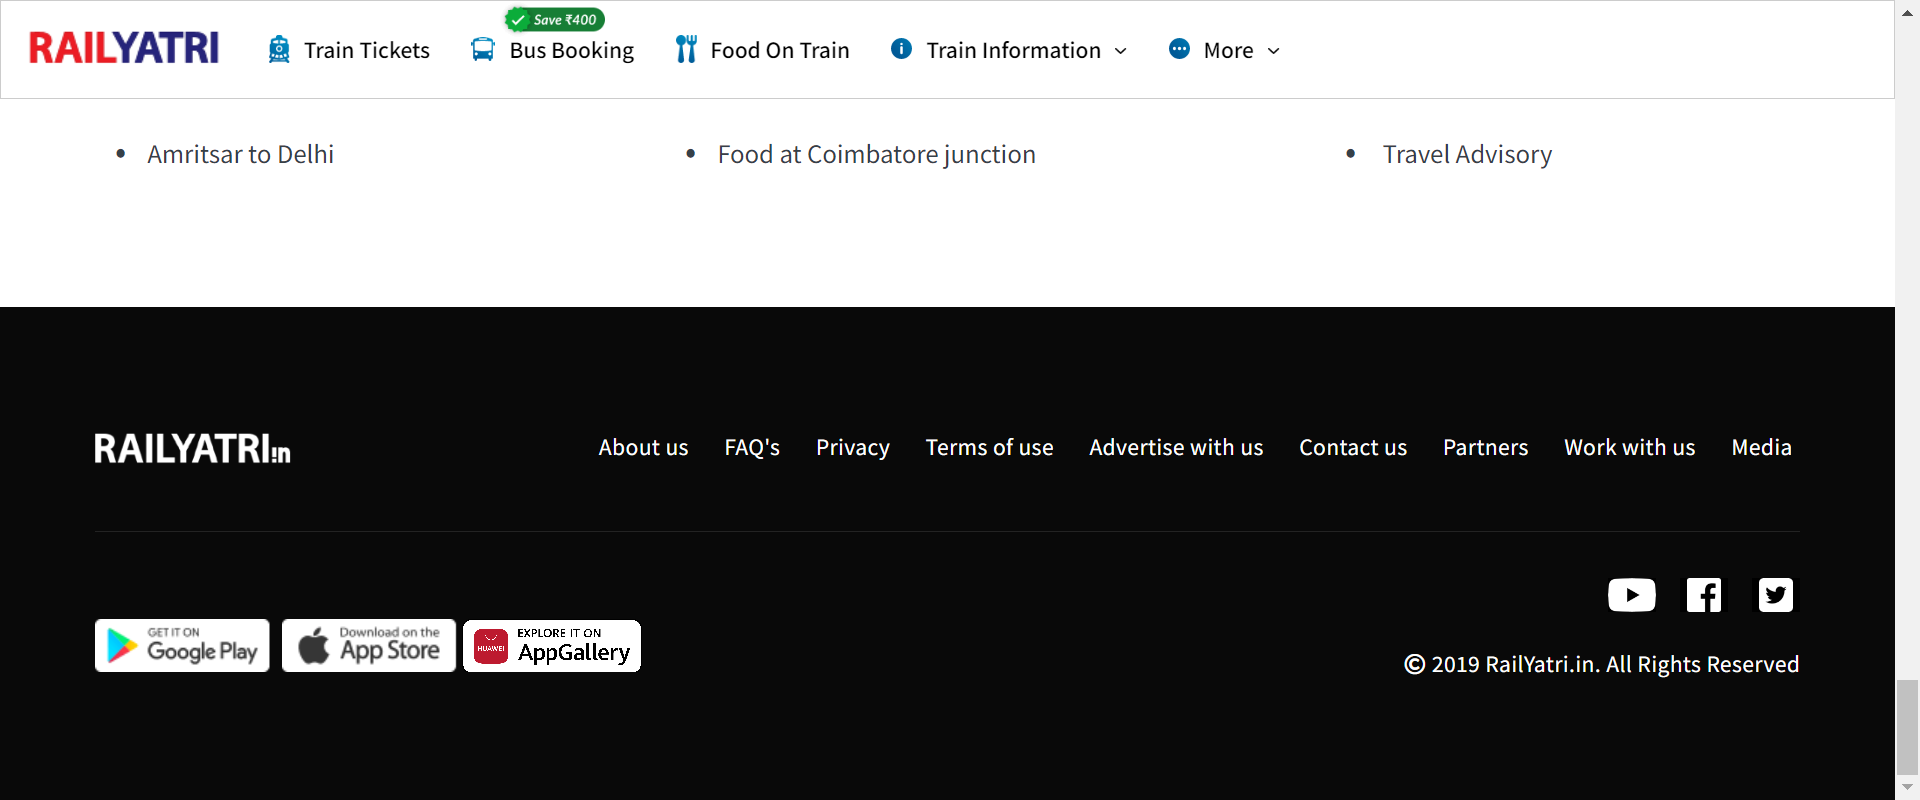 Save ₹400
RAILYATRI Train Tickets Bus Booking Food On Train Train Information More
• Amritsar to Delhi • Food at Coimbatore junction • Travel Advisory
RAILYATRI.in About us FAQ's Privacy Terms of use Advertise with us Contact us Partners Work with us Media
GET IT ON
Google Play
Download on the
App Store
HUAWEI
EXPLORE IT ON
AppGallery
© 2019 RailYatri.in. All Rights Reserved